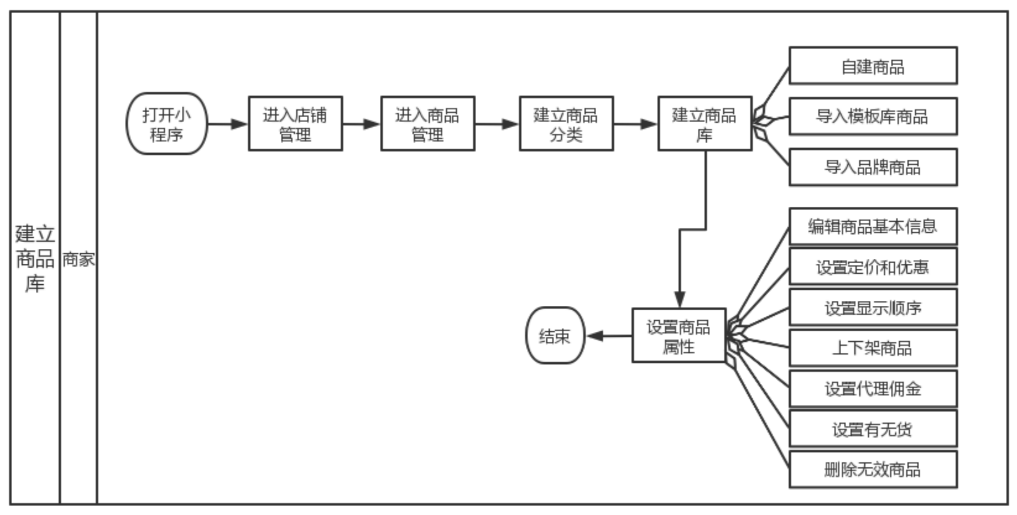 建立
商品
库
商家
打开小
程序
进入店铺
管理
进入商品
管理
建立商品
分类
建立商品
库
自建商品
导入模板库商品
导入品牌商品
编辑商品基本信息
设置定价和优惠
设置显示顺序
上下架商品
设置代理佣金
设置有无货
删除无效商品
设置商品
属性
结束